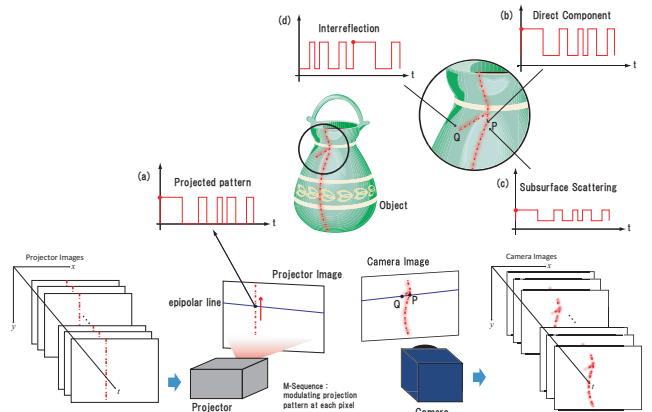 (d)
Interreflection
t
(b)
Direct Component
t
P
Q
(a)
Projected pattern
t
Object
(c)
Subsurface Scattering
t
Projector Images
x
y
t
Projector Image
epipolar line
Camera Image
Q
P
Camera Images
x
y
t
Projector
M-Sequence :
modulating projection
pattern at each pixel
Camera